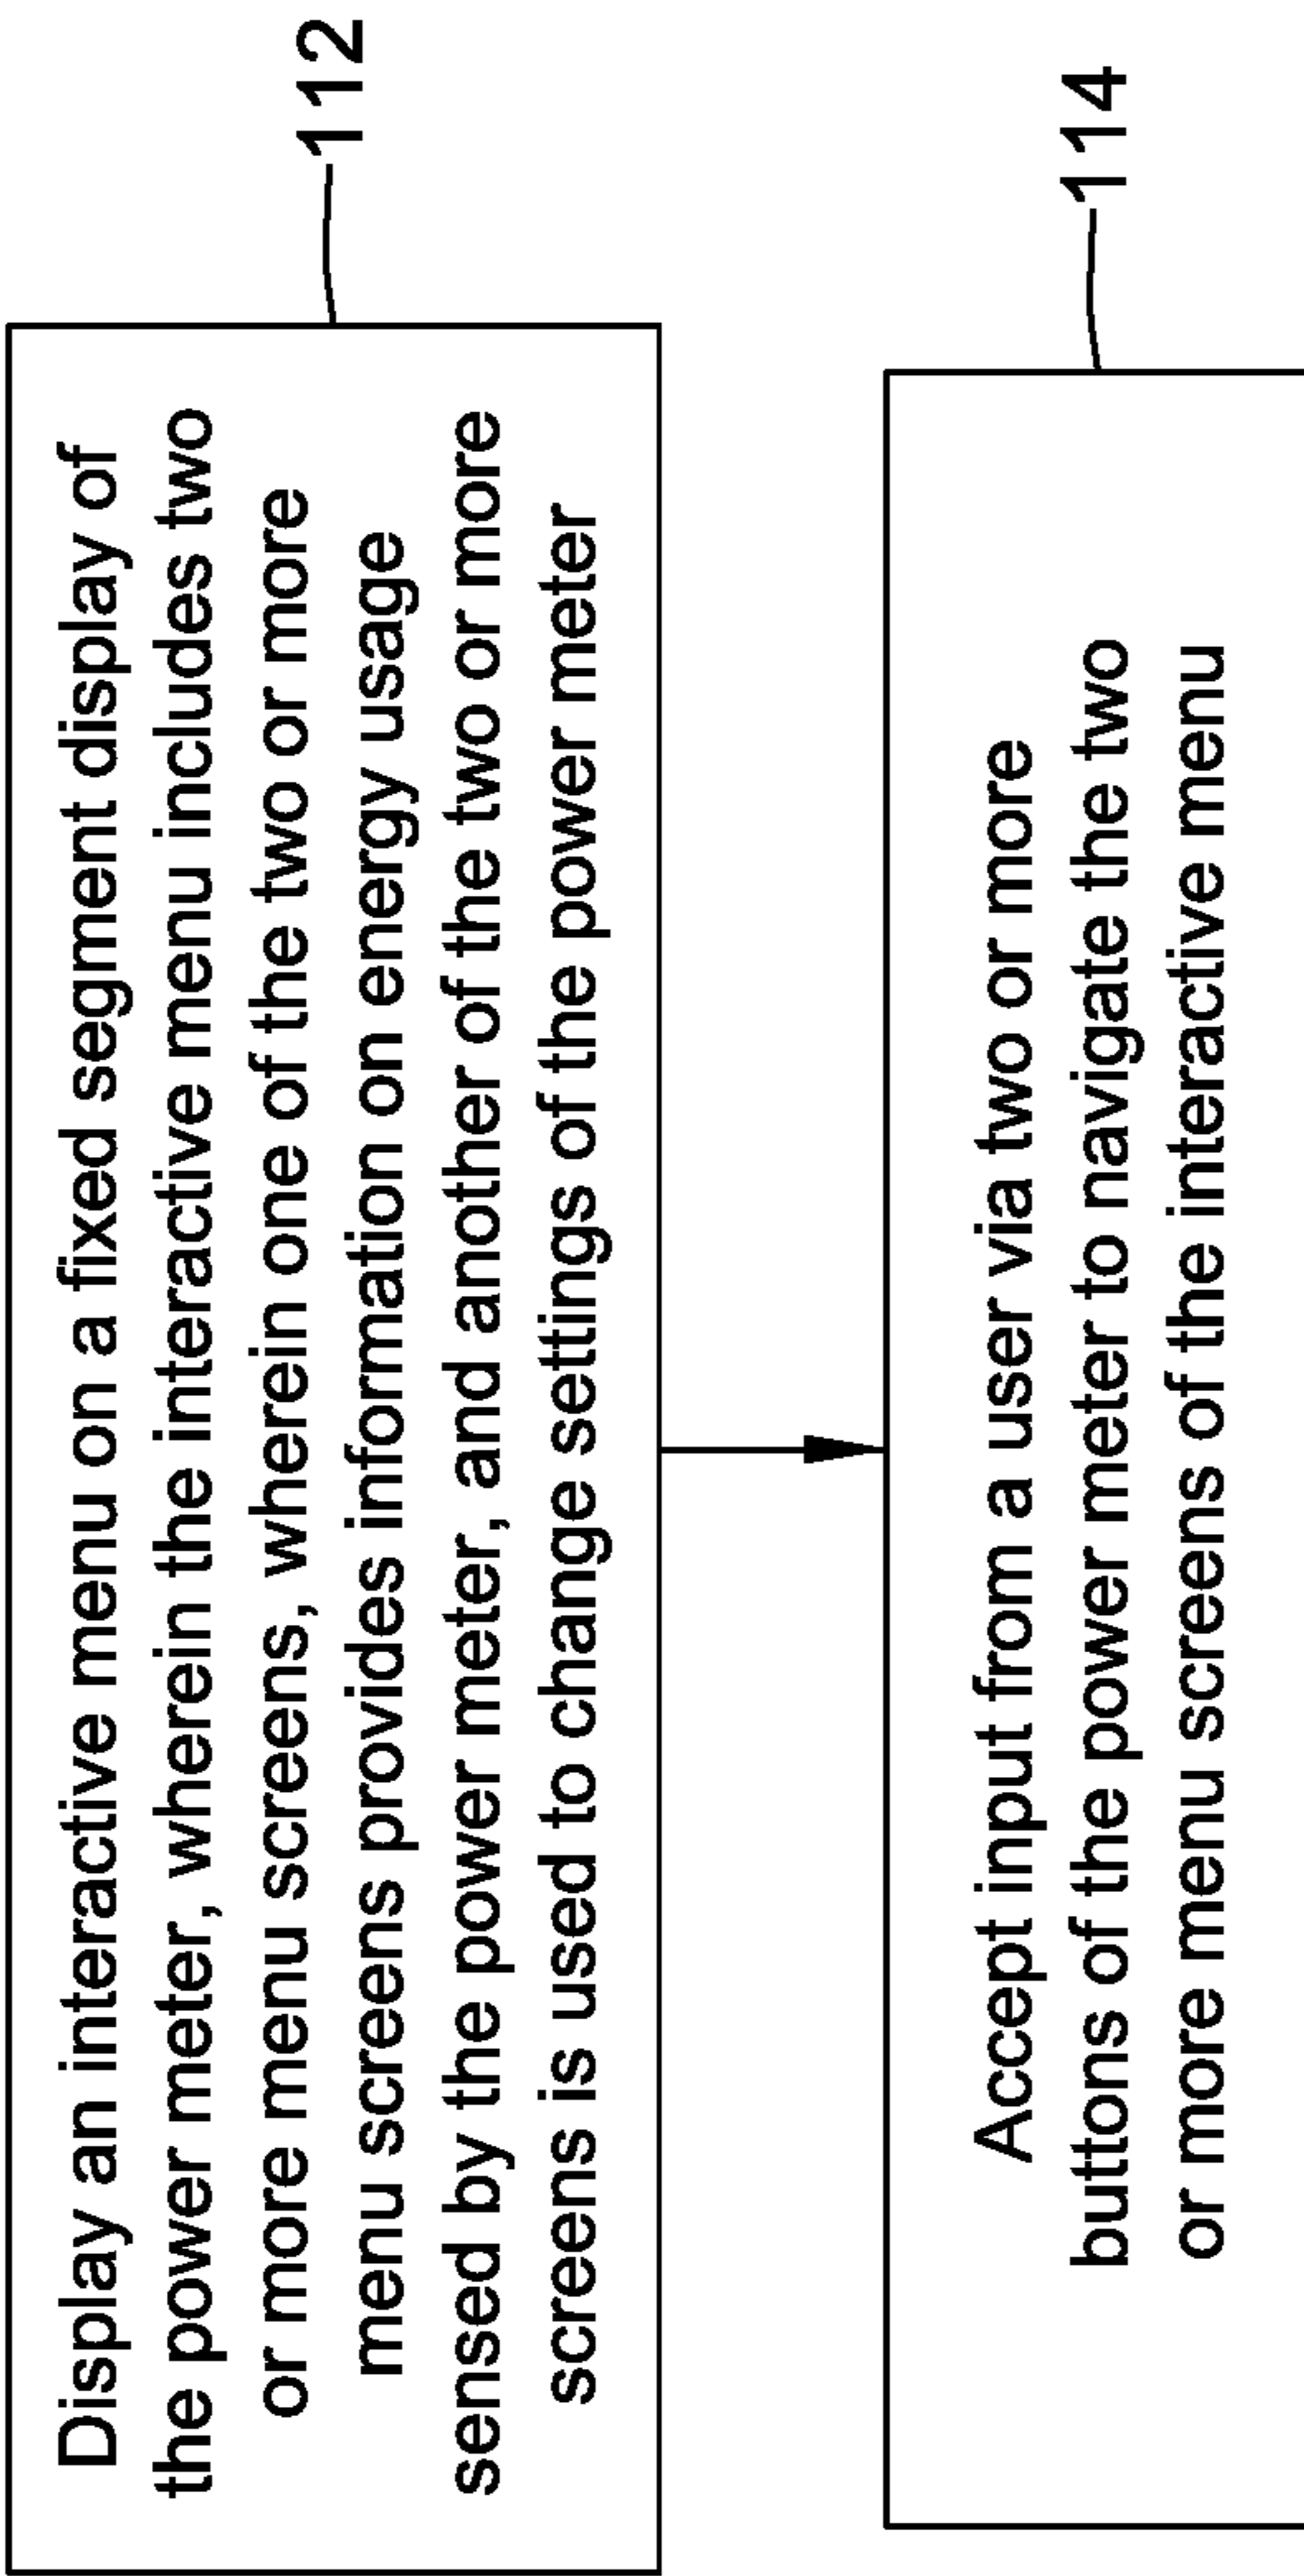 Display an interactive menu on a fixed segment display of
the power meter, wherein the interactive menu includes two
or more menu screens, wherein one of the two or more
menu screens provides information on energy usage
sensed by the power meter, and another of the two or more
screens is used to change settings of the power meter
112
Accept input from a user via two or more
buttons of the power meter to navigate the two
or more menu screens of the interactive menu
114